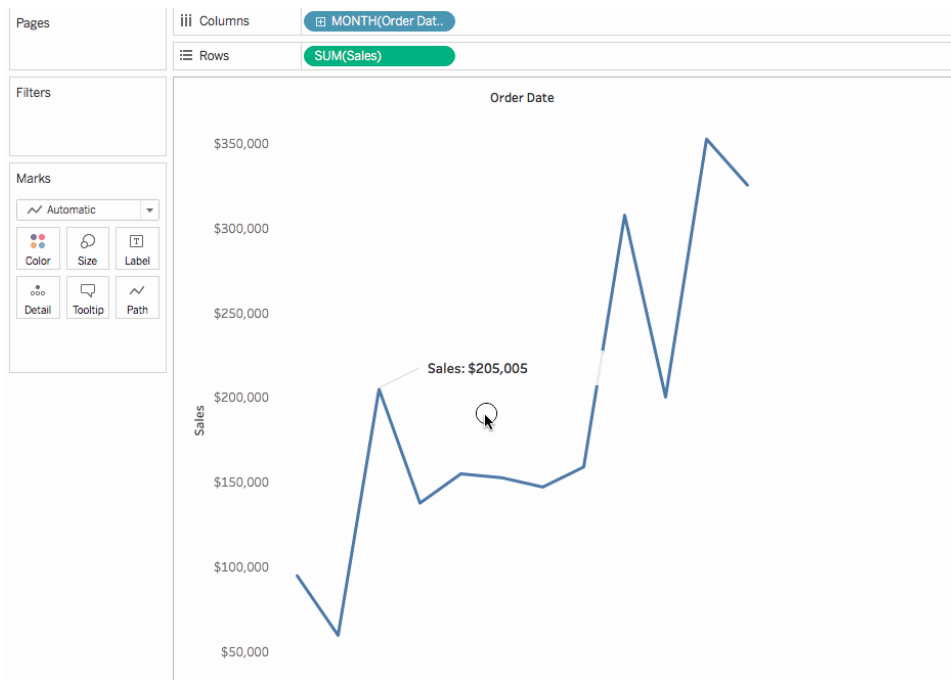 Pages
Columns
MONTH(Order Dat..
Rows
SUM(Sales)
Filters
Marks
Automatic
Color
Size
T
Label
Detail
Tooltip
Path
Order Date
$350,000
$300,000
$250,000
Sales: $205,005
$200,000
Sales
$150,000
$100,000
$50,000